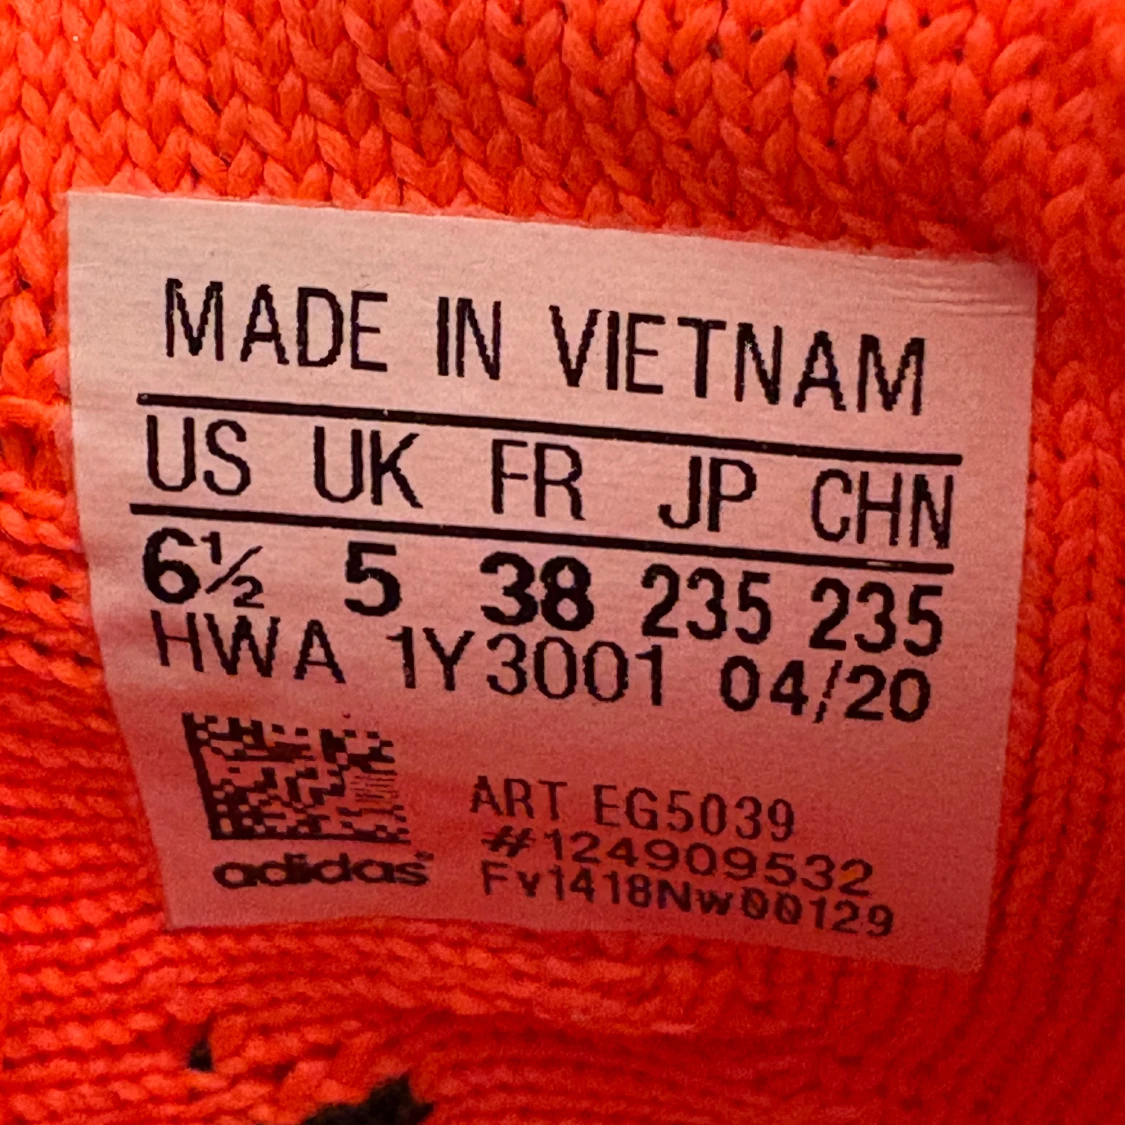 MADE IN VIETNAM
US UK FR JP CHN
6½ 5 38 235 235
HWA 1Y3001 04/20
ART EG5039
#124909532
adidas
Fv1418Nw00129